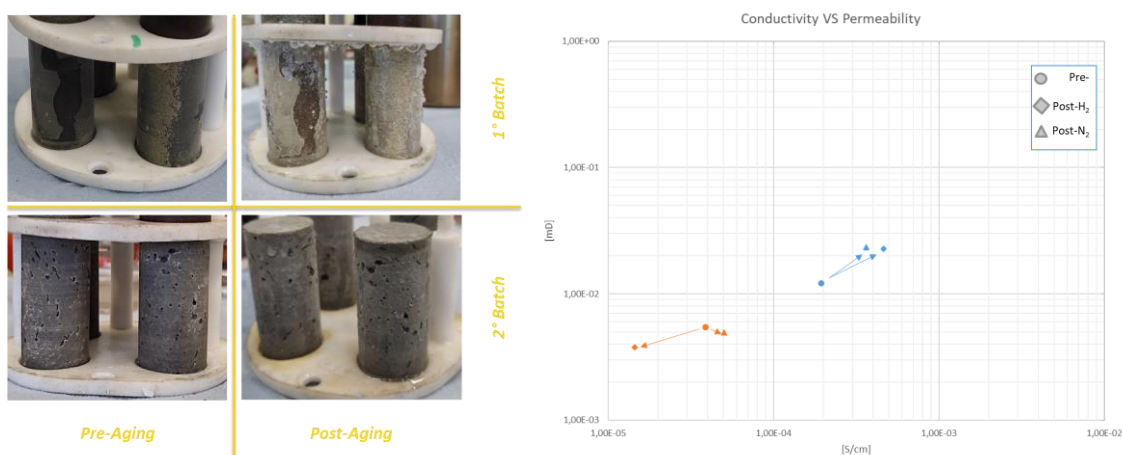 1° Batch
2° Batch
Pre-Aging
Post-Aging
Conductivity VS Permeability
Pre-
Post-H₂
Post-N₂
[mD]
1,00E+00
1,00E-01
1,00E-02
1,00E-03
1,00E-05
1,00E-04
1,00E-03
1,00E-02
[S/cm]